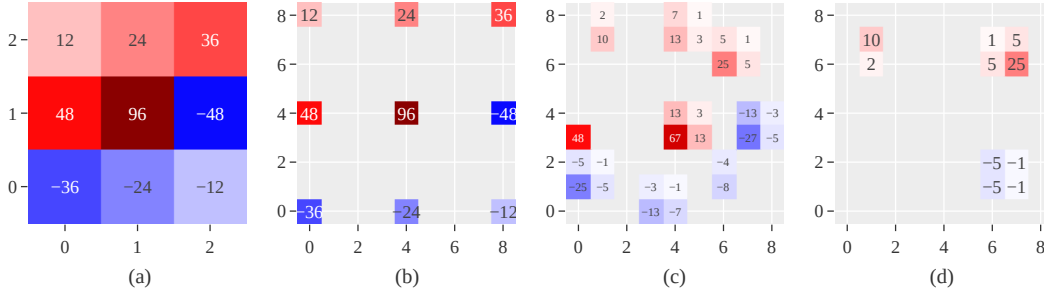 2 12 24 36
1 48 96 −48
0 −36 −24 −12
0 1 2
(a)
8 12 24 36
6
4 48 96 −48
2
0 −36 −24 −12
0 2 4 6 8
(b)
8 2 7 1
10 13 3 5 1
6 25 5
4 13 3 −13 −3
48 67 13 −27 −5
2 −5 −1 −4
−25 −5 −3 −1 −8
0 −13 −7
0 2 4 6 8
(c)
8
10 1 5
6 2 5 25
4
2 −5 −1
−5 −1
0
0 2 4 6 8
(d)